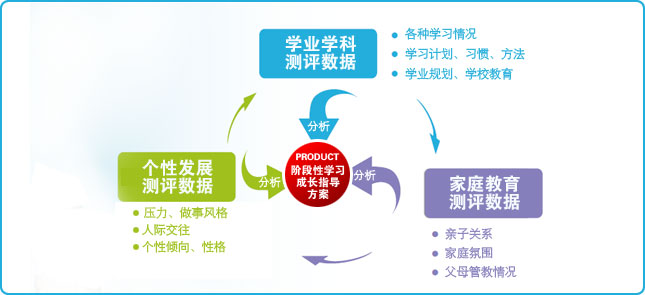 学业学科
测评数据
• 各种学习情况
• 学习计划、习惯、方法
• 学业规划、学校教育
分析
PRODUCT
阶段性学习
成长指导
方案
个性发展
测评数据
分析
• 压力、做事风格
• 人际交往
• 个性倾向、性格
分析
家庭教育
测评数据
• 亲子关系
• 家庭氛围
• 父母管教情况